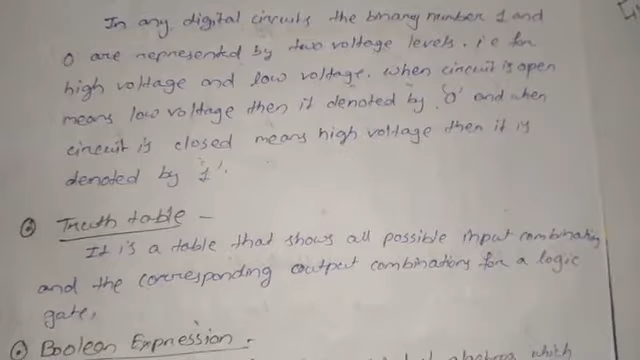 In any digital circuits the binary number 1 and
0 are represented by two voltage levels. i.e for
high voltage and low voltage. when circuit is open
means low voltage then it denoted by '0' and when
circuit is closed means high voltage then it is
denoted by '1'.
Truth table -
It is a table that shows all possible input combinating
and the corresponding output combinations for a logic
gate,
Boolean Expression -
which